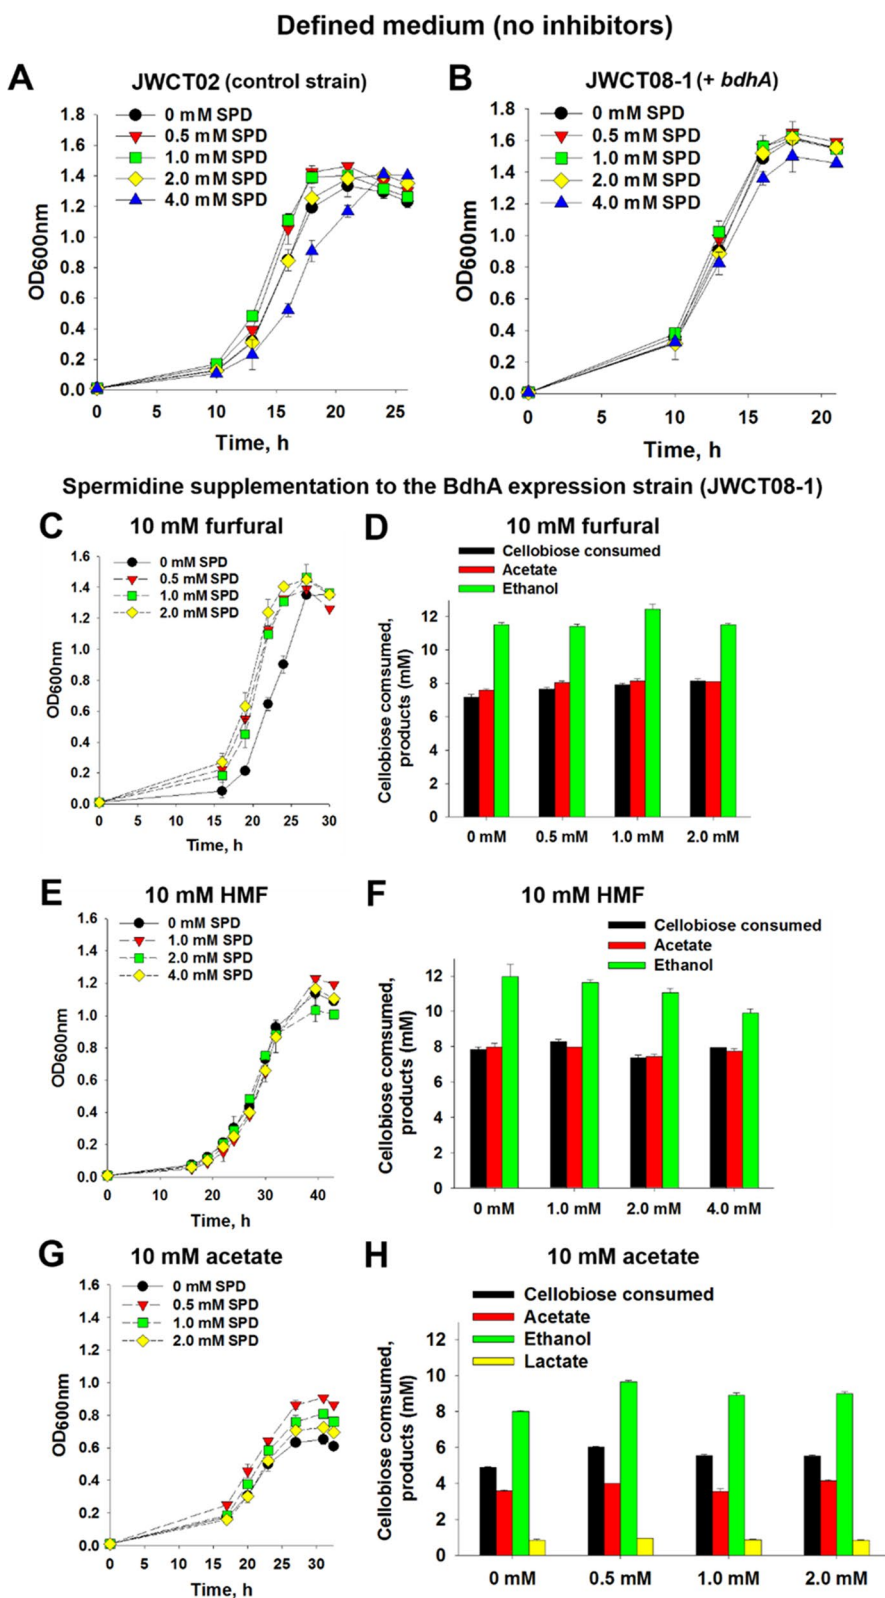 Defined medium (no inhibitors)
A
JWCT02 (control strain)
0 mM SPD
0.5 mM SPD
1.0 mM SPD
2.0 mM SPD
4.0 mM SPD
OD600nm
1.8
1.6
1.4
1.2
1.0
0.8
0.6
0.4
0.2
0.0
0 5 10 15 20 25
Time, h
B
JWCT08-1 (+ bdhA)
0 mM SPD
0.5 mM SPD
1.0 mM SPD
2.0 mM SPD
4.0 mM SPD
OD600nm
1.8
1.6
1.4
1.2
1.0
0.8
0.6
0.4
0.2
0.0
0 5 10 15 20
Time, h
Spermidine supplementation to the BdhA expression strain (JWCT08-1)
C
10 mM furfural
0 mM SPD
0.5 mM SPD
1.0 mM SPD
2.0 mM SPD
OD600nm
1.6
1.4
1.2
1.0
0.8
0.6
0.4
0.2
0.0
0 5 10 15 20 25 30
Time, h
D
10 mM furfural
Cellobiose consumed
Acetate
Ethanol
Cellobiose comsumed,
products (mM)
12
10
8
6
4
2
0
0 mM 0.5 mM 1.0 mM 2.0 mM
E
10 mM HMF
0 mM SPD
1.0 mM SPD
2.0 mM SPD
4.0 mM SPD
OD600nm
1.6
1.4
1.2
1.0
0.8
0.6
0.4
0.2
0.0
0 10 20 30 40
Time, h
F
10 mM HMF
Cellobiose consumed
Acetate
Ethanol
Cellobiose consumed,
products (mM)
12
10
8
6
4
2
0
0 mM 1.0 mM 2.0 mM 4.0 mM
G
10 mM acetate
0 mM SPD
0.5 mM SPD
1.0 mM SPD
2.0 mM SPD
OD600nm
1.6
1.4
1.2
1.0
0.8
0.6
0.4
0.2
0.0
0 5 10 15 20 25 30
Time, h
H
10 mM acetate
Cellobiose consumed
Acetate
Ethanol
Lactate
Cellobiose consumed,
products (mM)
12
10
8
6
4
2
0
0 mM 0.5 mM 1.0 mM 2.0 mM